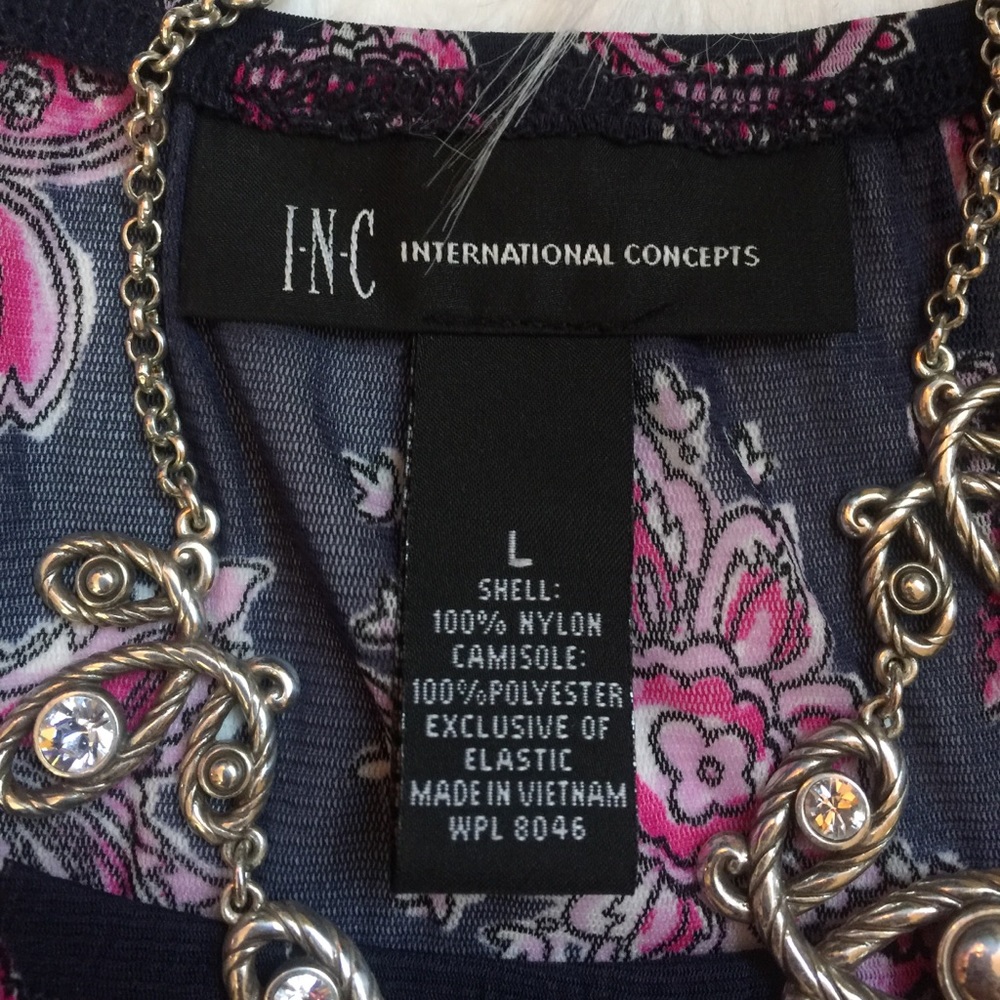 I·N·C INTERNATIONAL CONCEPTS
L
SHELL:
100% NYLON
CAMISOLE:
100%POLYESTER
EXCLUSIVE OF
ELASTIC
MADE IN VIETNAM
WPL 8046